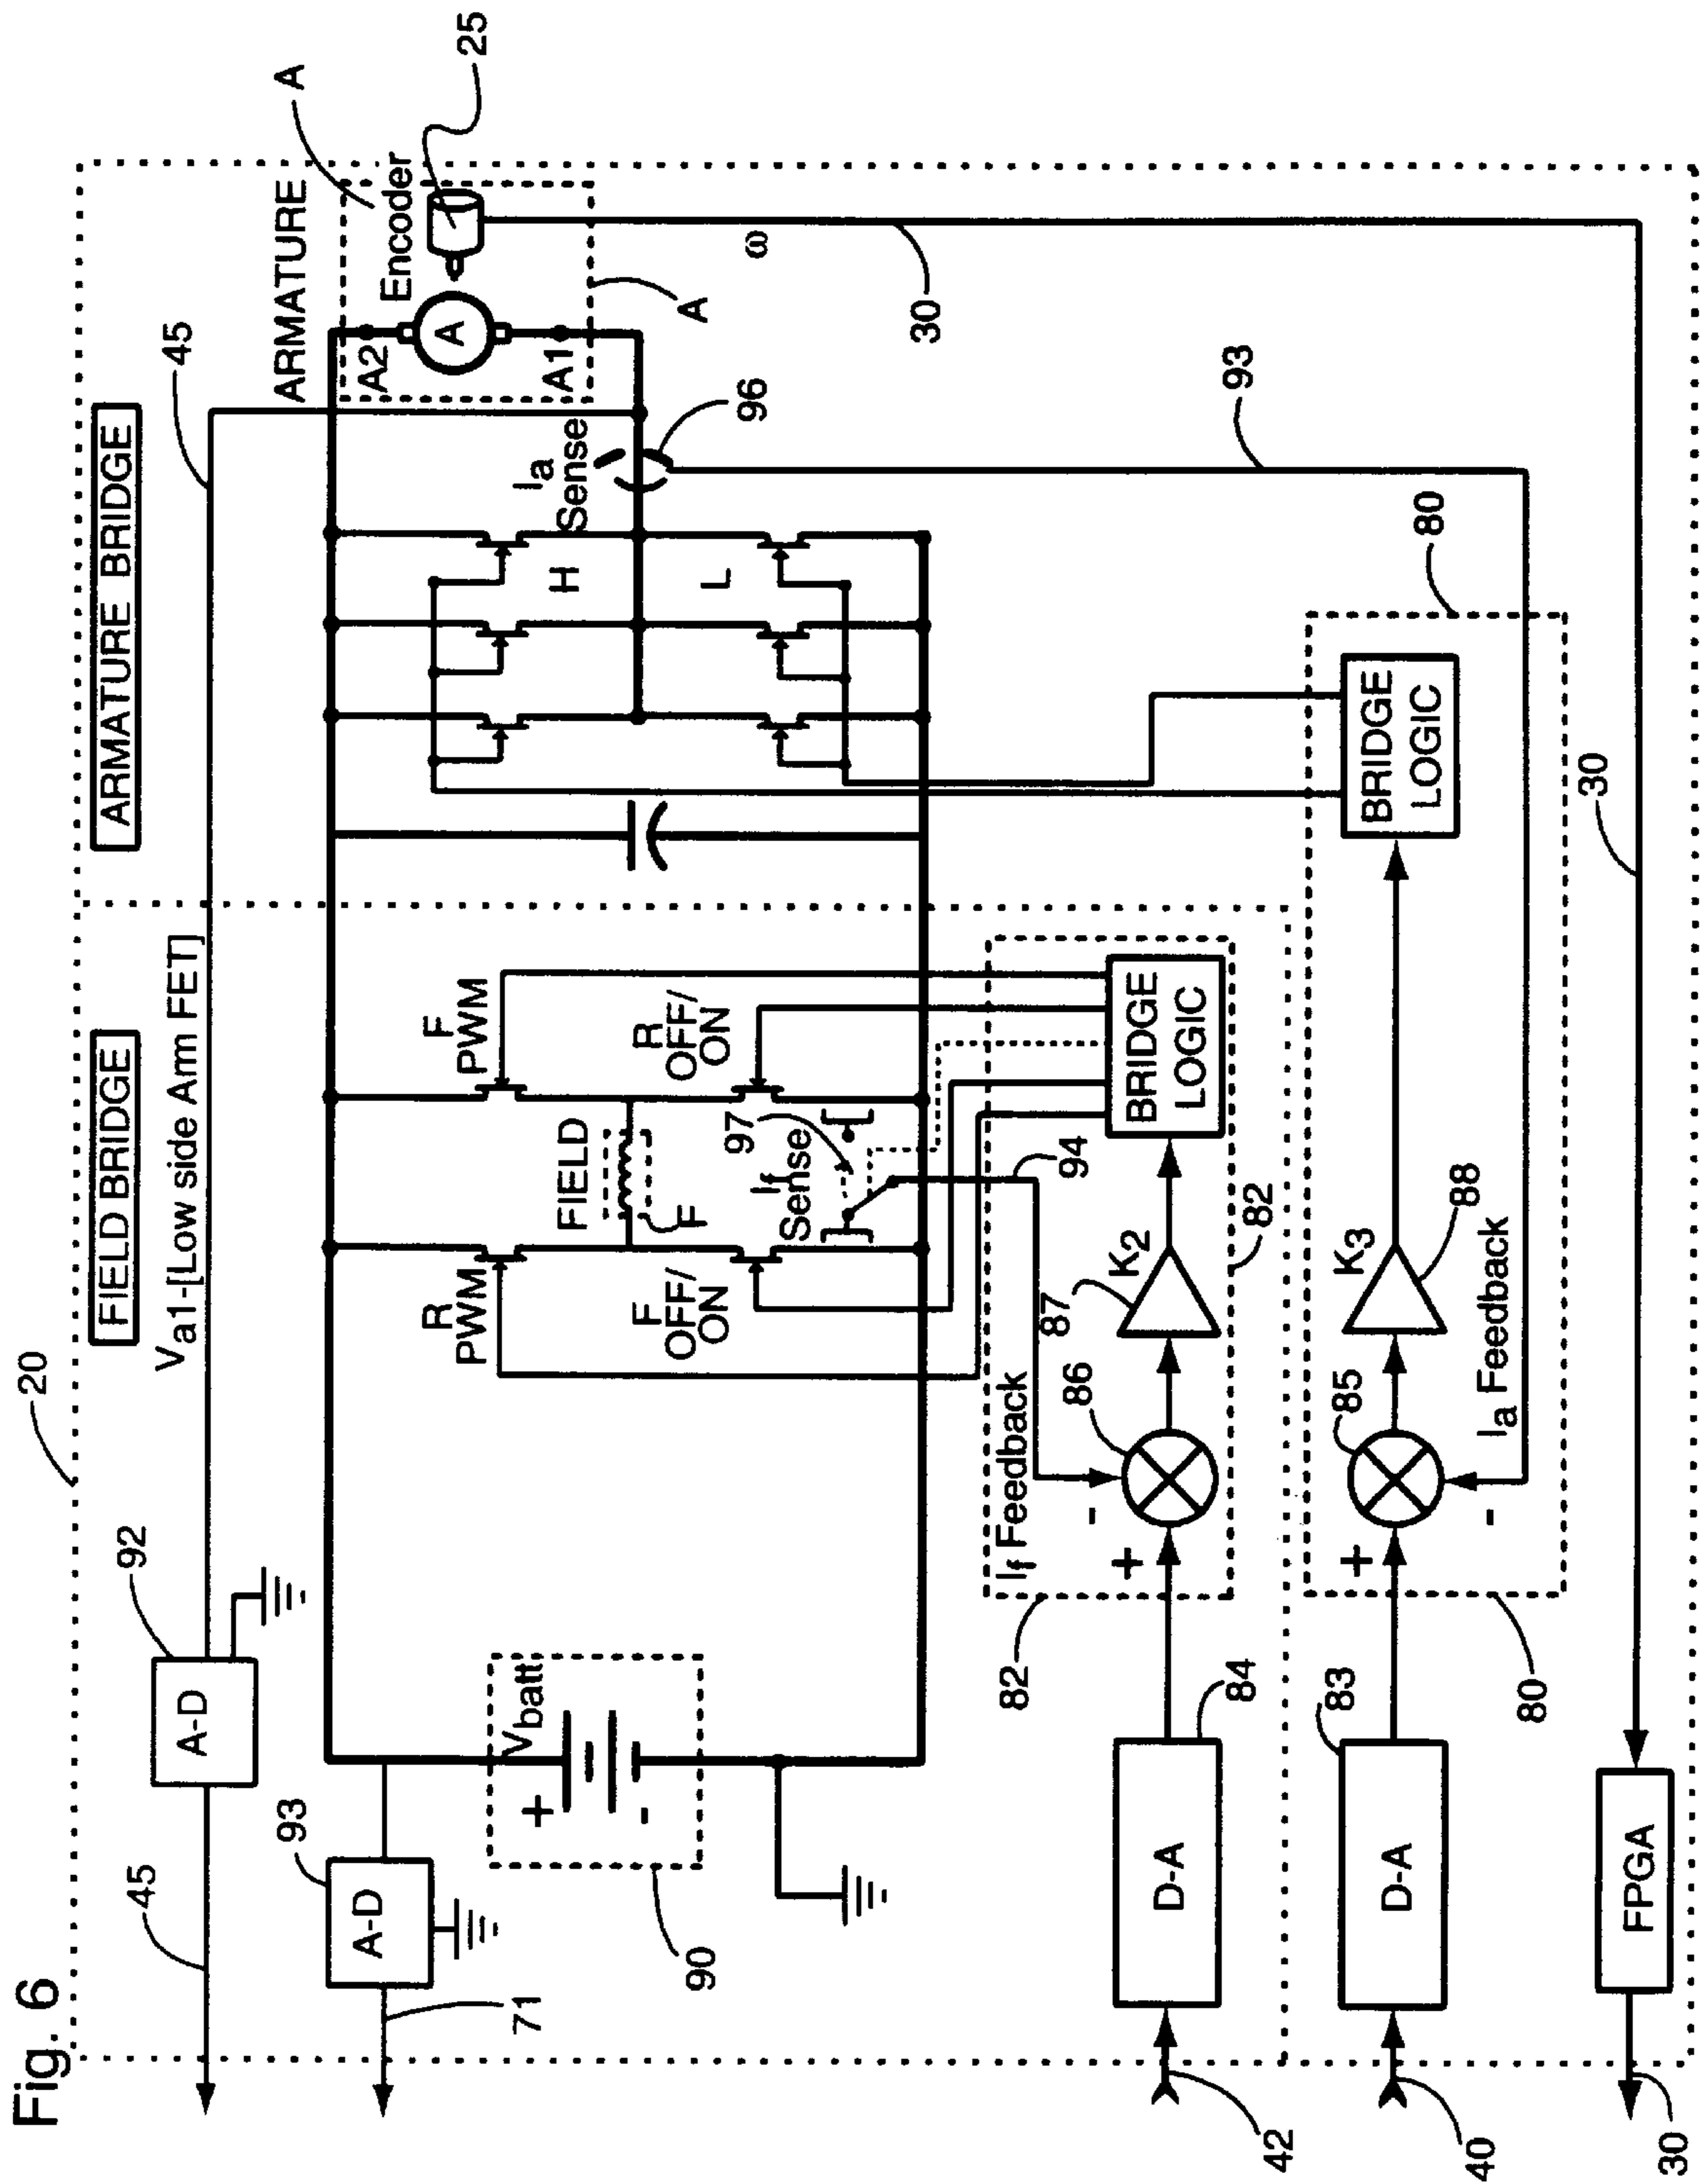 Fig. 6
20
FIELD BRIDGE
ARMATURE BRIDGE
45
A-D
92
Va1-[Low side Arm FET]
45
ARMATURE
A
71
A-D
93
R
PWM
F
PWM
A2
Encoder
25
A
A1
A
Vbatt
+
-
90
FIELD
F
H
Ia
Sense
96
F
OFF/
ON
If
Sense
97
R
OFF/
ON
L
ω
30
If Feedback
94
93
82
-
+
86
87
K2
BRIDGE
LOGIC
82
42
D-A
84
80
40
D-A
83
+
-
85
K3
88
BRIDGE
LOGIC
Ia Feedback
80
30
30
FPGA